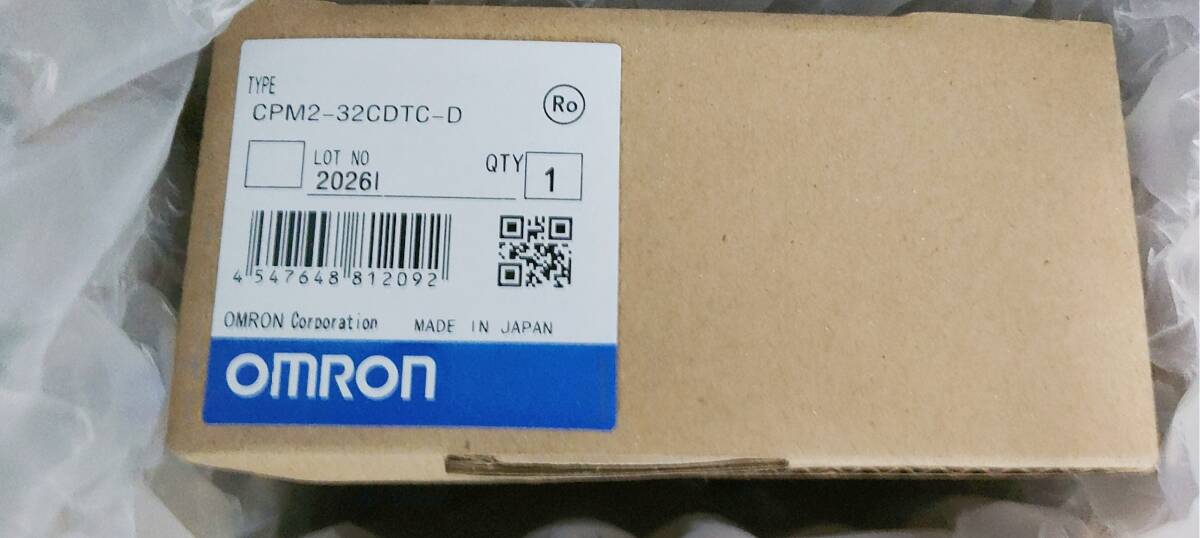 TYPE
CPM2-32CDTC-D
Ro
LOT NO
2026I
QTY
1
4 547648 812092
OMRON Corporation MADE IN JAPAN
OMRON